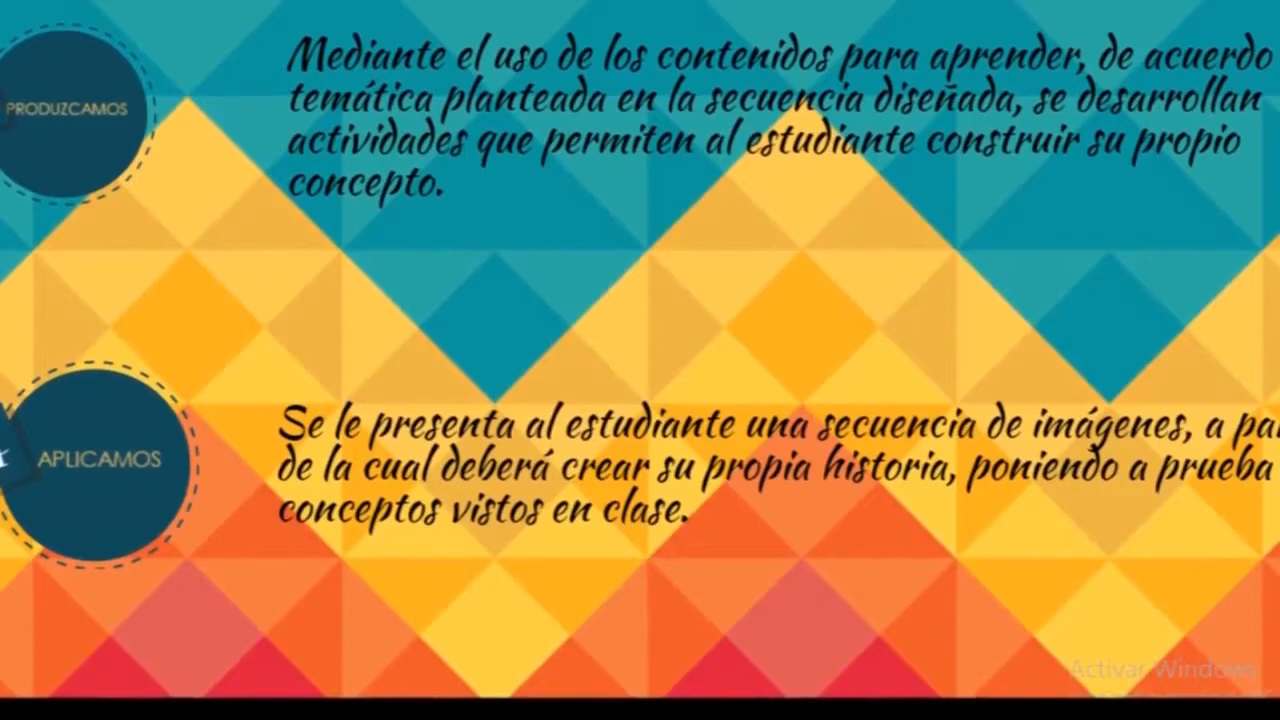 PRODUZCAMOS
Mediante el uso de los contenidos para aprender, de acuerdo
temática planteada en la secuencia diseñada, se desarrollan
actividades que permiten al estudiante construir su propio
concepto.
APLICAMOS
Se le presenta al estudiante una secuencia de imágenes, a
de la cual deberá crear su propia historia, poniendo a prueba
conceptos vistos en clase.
Activar Windows